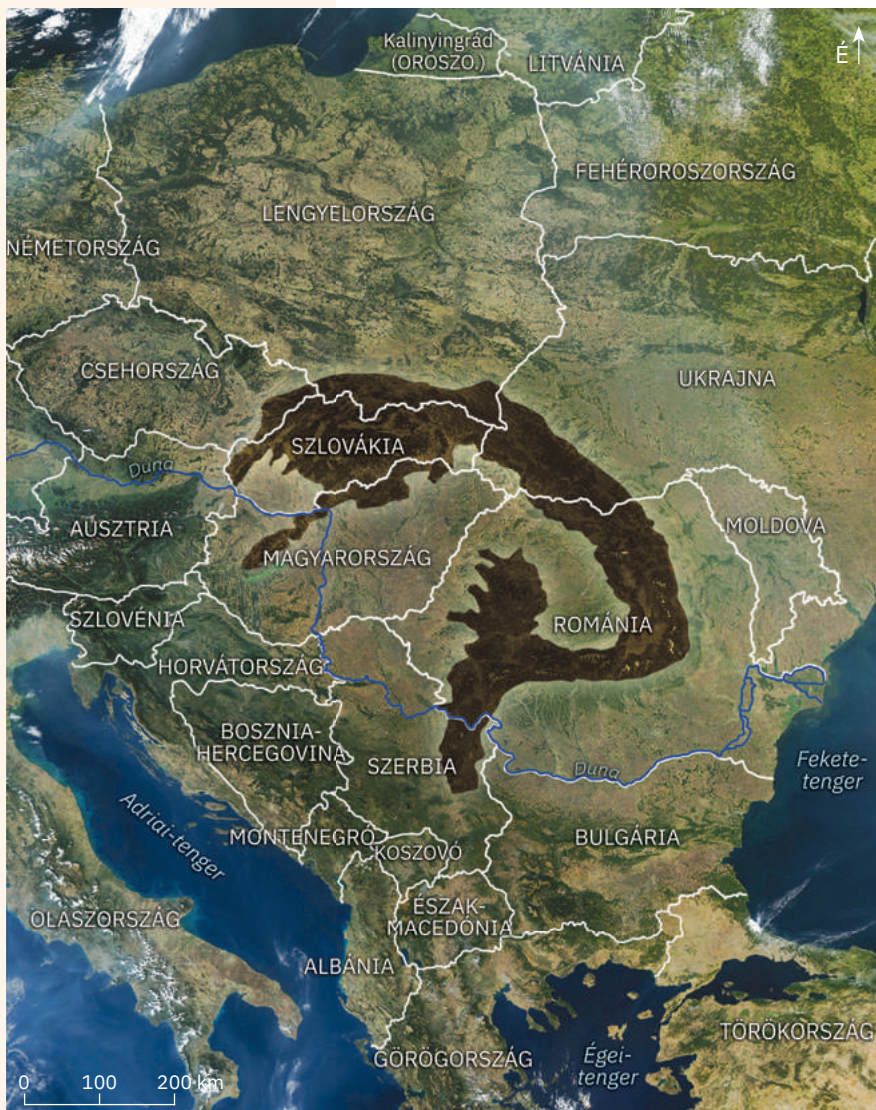 Kalinyingrád
(OROSZO.)
LITVÁNIA
É
FEHÉROROSZORSZÁG
LENGYELORSZÁG
NÉMETORSZÁG
CSEHORSZÁG
UKRAJNA
SZLOVÁKIA
Duna
AUSZTRIA
MOLDOVA
MAGYARORSZÁG
SZLOVÉNIA
ROMÁNIA
HORVÁTORSZÁG
BOSZNIA-
HERCEGOVINA
SZERBIA
Duna
Fekete-
tenger
Adriai-tenger
MONTENEGRÓ
KOSZOVÓ
BULGÁRIA
OLASZORSZÁG
ÉSZAK-
MACEDÓNIA
ALBÁNIA
TÖRÖKORSZÁG
GÖRÖGORSZÁG
Égei-
tenger
0 100 200 km